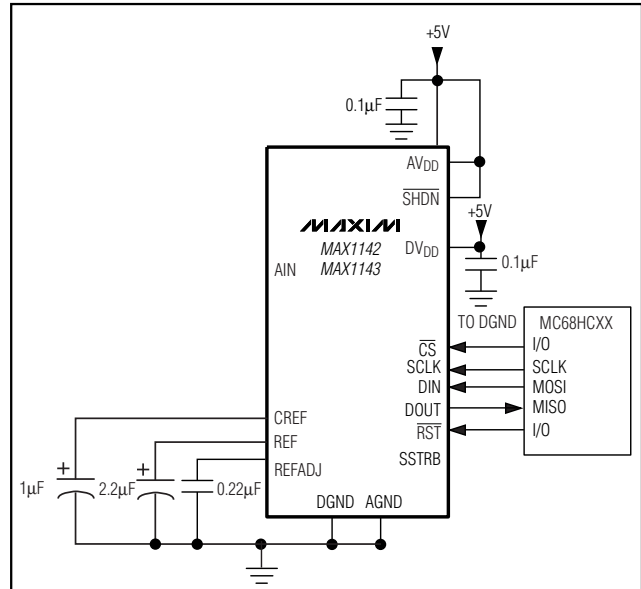 +5V
0.1µF
AVDD
SHDN
+5V
MAXIM
MAX1142
MAX1143
DVDD
AIN
0.1µF
TO DGND
MC68HCXX
CS
I/O
SCLK
SCLK
DIN
MOSI
DOUT
MISO
RST
I/O
SSTRB
CREF
REF
REFADJ
+
1µF
+
2.2µF
0.22µF
DGND
AGND